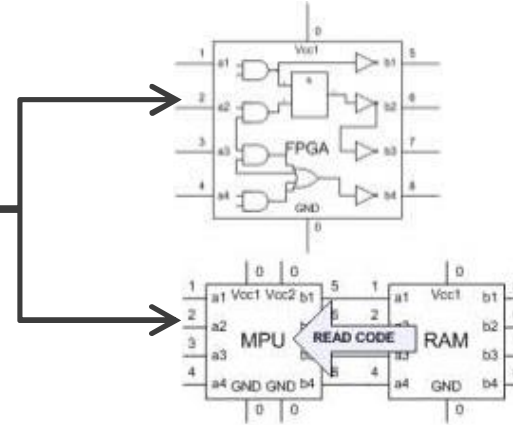 0
Vcc1
1 a1 b1 5
2 a2 b2 6
3 a3 FPGA b3 7
4 a4 b4 8
GND
0
0 0 0
1 a1 Vcc1 Vcc2 b1 5 1 a1 Vcc1 b1
2 a2 2 b2
3 a3 MPU READ CODE RAM b3
4 a4 GND GND b4 4 a4 GND b4
0 0 0